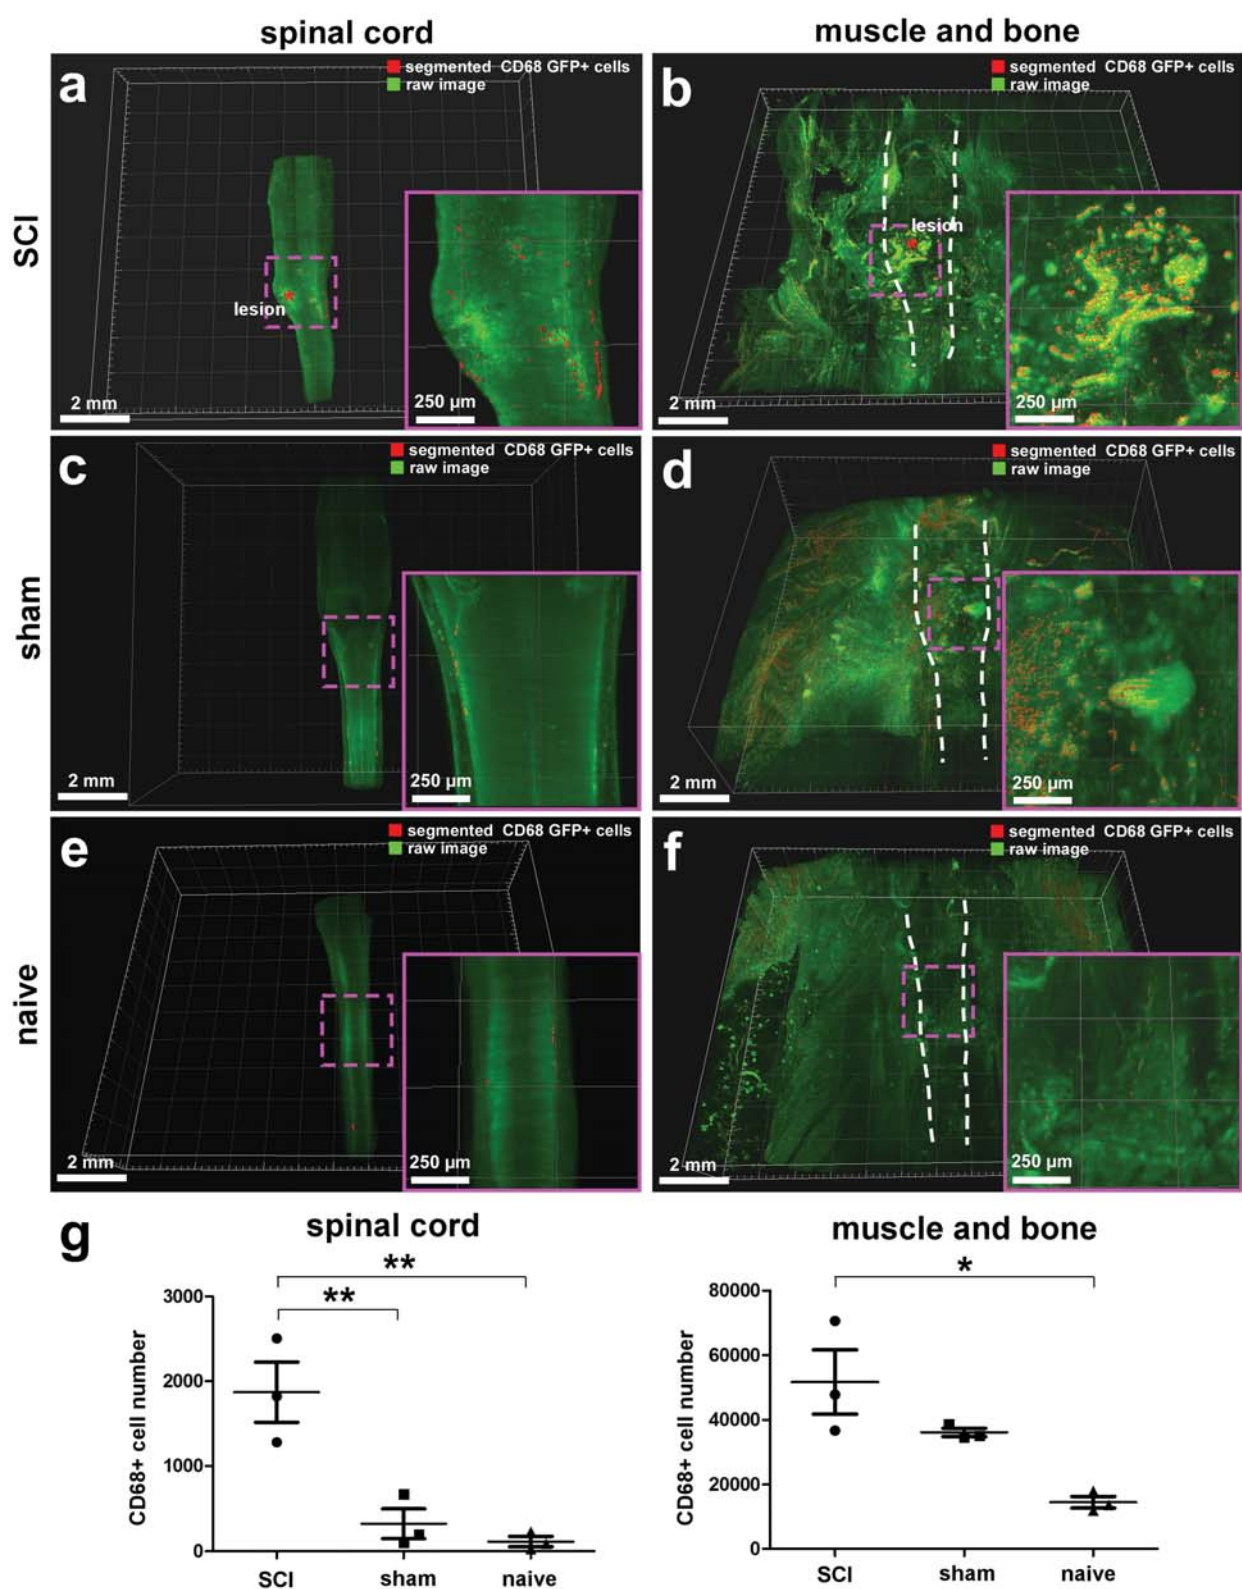 spinal cord
muscle and bone
SCI
a
segmented CD68 GFP+ cells
raw image
lesion
2 mm
250 µm
b
segmented CD68 GFP+ cells
raw image
lesion
2 mm
250 µm
sham
c
segmented CD68 GFP+ cells
raw image
2 mm
250 µm
d
segmented CD68 GFP+ cells
raw image
2 mm
250 µm
naive
e
segmented CD68 GFP+ cells
raw image
2 mm
250 µm
f
segmented CD68 GFP+ cells
raw image
2 mm
250 µm
g
spinal cord
**
**
CD68+ cell number
3000
2000
1000
0
SCI
sham
naive
muscle and bone
*
CD68+ cell number
80000
60000
40000
20000
0
SCI
sham
naive